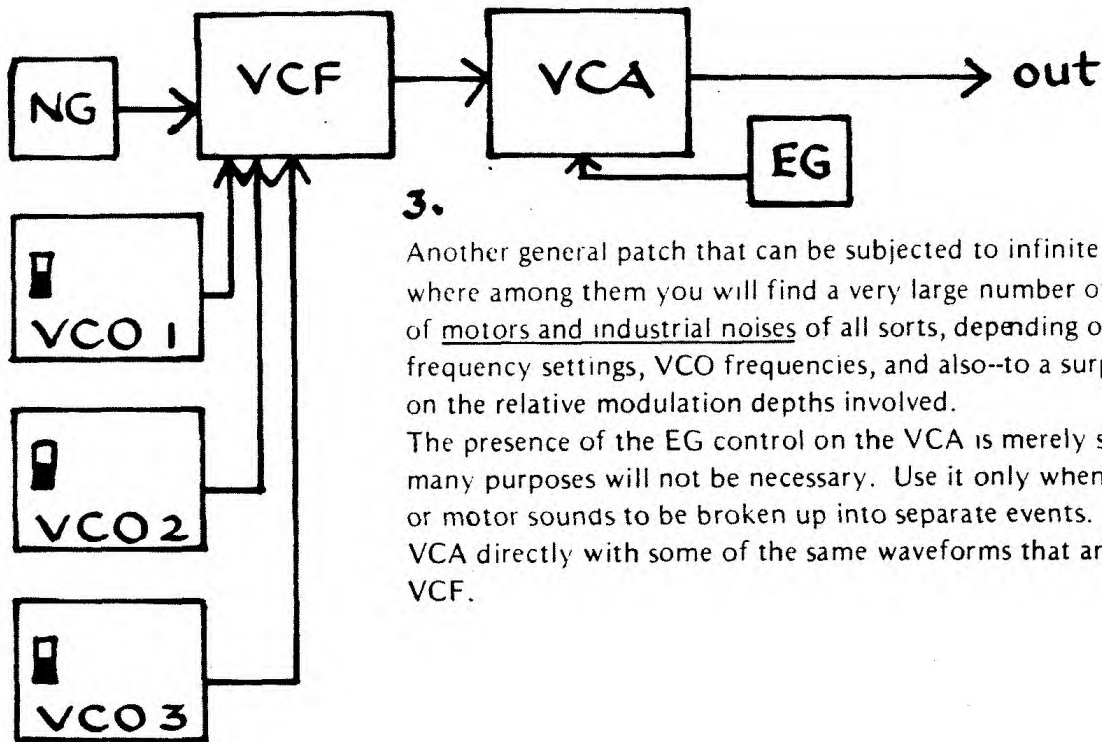 NG
VCF
VCA
out
EG
VCO 1
VCO 2
VCO 3
3.
Another general patch that can be subjected to infinite
where among them you will find a very large number o
of motors and industrial noises of all sorts, depending o
frequency settings, VCO frequencies, and also--to a surp
on the relative modulation depths involved.
The presence of the EG control on the VCA is merely s
many purposes will not be necessary. Use it only when
or motor sounds to be broken up into separate events.
VCA directly with some of the same waveforms that ar
VCF.